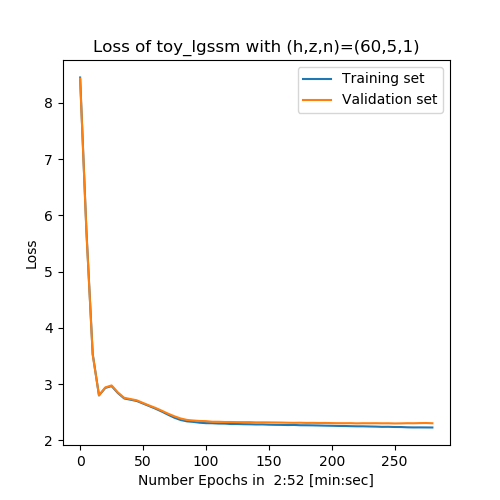 Loss of toy_lgssm with (h,z,n)=(60,5,1)
Training set
Validation set
8
7
6
5
4
3
2
Loss
0 50 100 150 200 250
Number Epochs in  2:52 [min:sec]